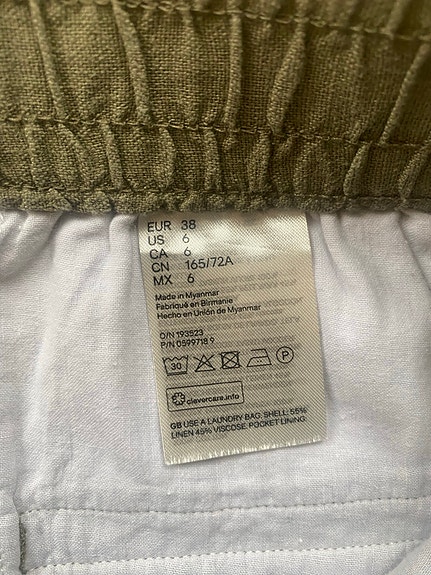 EUR 38
US 6
CA 6
CN 165/72A
MX 6
Made in Myanmar
Fabriqué en Birmanie
Hecho en Unión de Myanmar
O/N 193523
P/N 0599718 9
30
P
clevercare.info
GB USE A LAUNDRY BAG. SHELL: 55%
LINEN 45% VISCOSE. POCKET LINING: